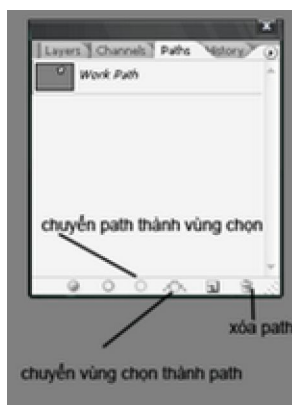 Layers Channels Paths History
Work Path
chuyển path thành vùng chọn
xóa path
chuyển vùng chọn thành path